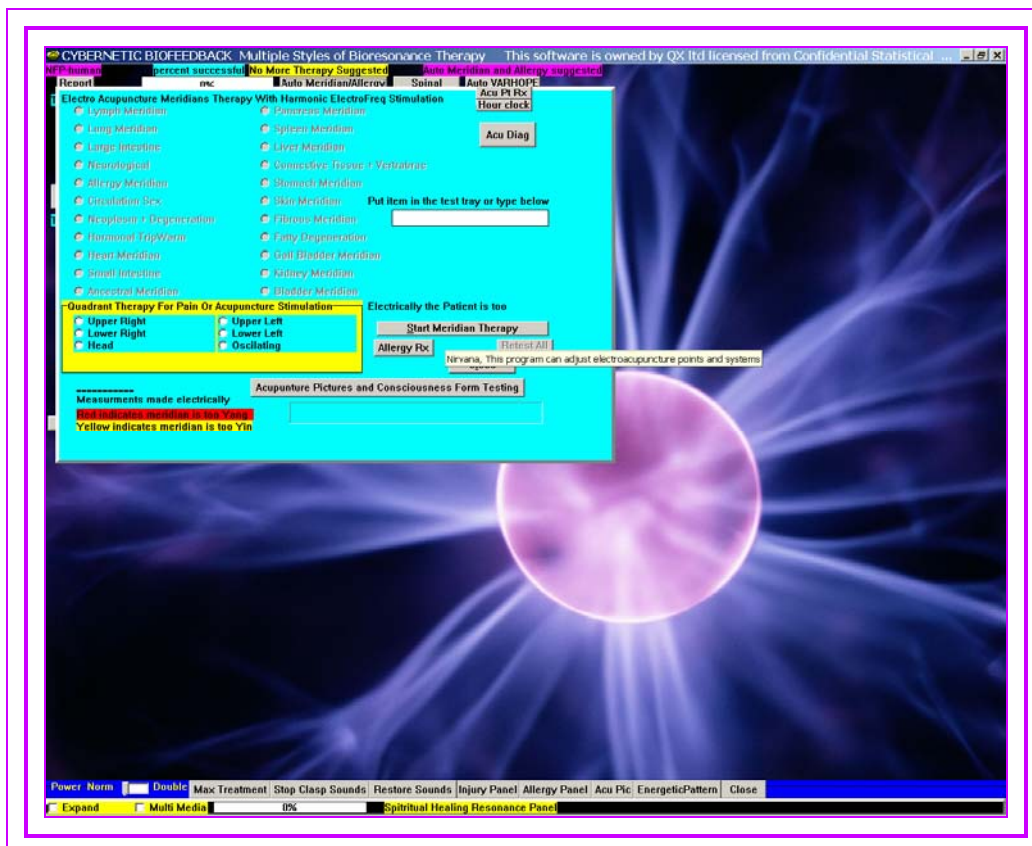 CYBERNETIC BIOFEEDBACK Multiple Styles of Bioresonance Therapy This software is owned by QX ltd licensed from Confidential Statistical ...
NFP-human percent successful No More Therapy Suggested Auto Meridian and Allergy suggested
Report 0% Auto Meridian/Allergy Spinal Auto VARHOPE
Acu Pt Rx
Electro Acupuncture Meridians Therapy With Harmonic ElectroFreq Stimulation
Hour clock
Lymph Meridian Pancreas Meridian
Lung Meridian Spleen Meridian
Acu Diag
Large Intestine Liver Meridian
Neurological Connective Tissue + Vertabrae
Allergy Meridian Stomach Meridian
Circulation Sex Skin Meridian Put item in the test tray or type below
Neoplasm + Degeneration Fibrous Meridian
Hormonal TripWarm Fatty Degeneration
Heart Meridian Gall Bladder Meridian
Small Intestine Kidney Meridian
Ancestral Meridian Bladder Meridian
Quadrant Therapy For Pain Or Acupuncture Stimulation Electrically the Patient is too
Upper Right Upper Left
Lower Right Lower Left
Head Oscilating
Start Meridian Therapy
Allergy Rx Retest All
Nirvana, This program can adjust electroacupuncture points and systems
Acupunture Pictures and Consciousness Form Testing
----------
Measurments made electrically
Red indicates meridian is too Yang
Yellow indicates meridian is too Yin
Power Norm Double Max Treatment Stop Clasp Sounds Restore Sounds Injury Panel Allergy Panel Acu Pic EnergeticPattern Close
Expand Multi Media 0% Spitritual Healing Resonance Panel